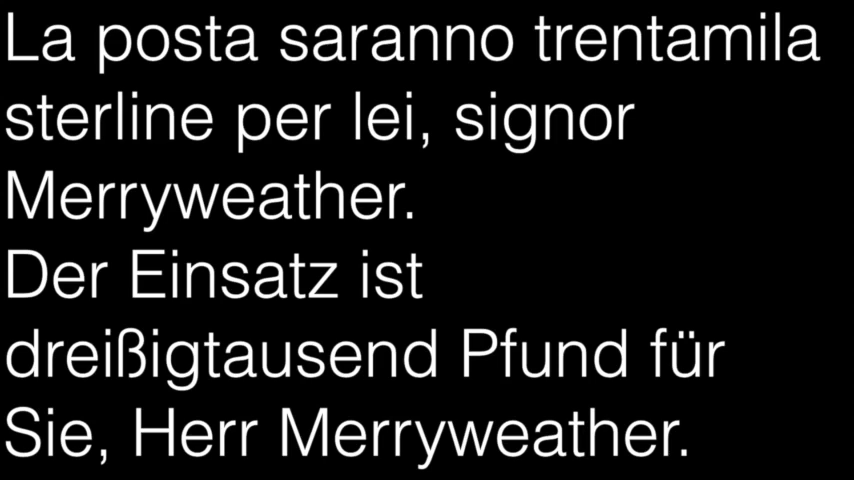 La posta saranno trentamila
sterline per lei, signor
Merryweather.
Der Einsatz ist
dreißigtausend Pfund für
Sie, Herr Merryweather.